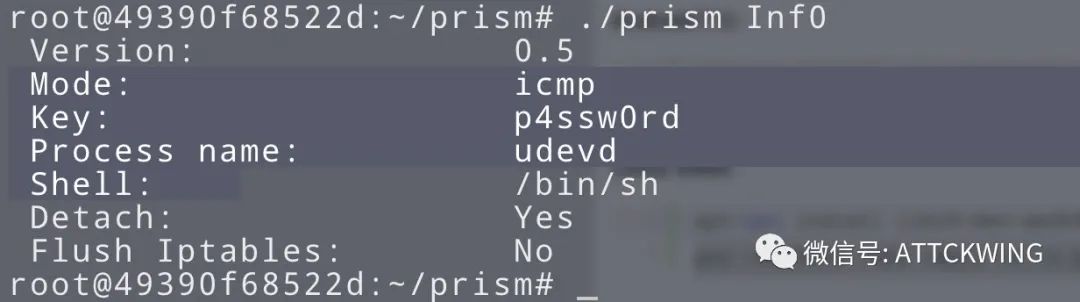 root@49390f68522d:~/prism# ./prism Inf0
Version: 0.5
Mode: icmp
Key: p4ssw0rd
Process name: udevd
Shell: /bin/sh
Detach: Yes
Flush Iptables: No
微信号: ATTCKWING
root@49390f68522d:~/prism# _